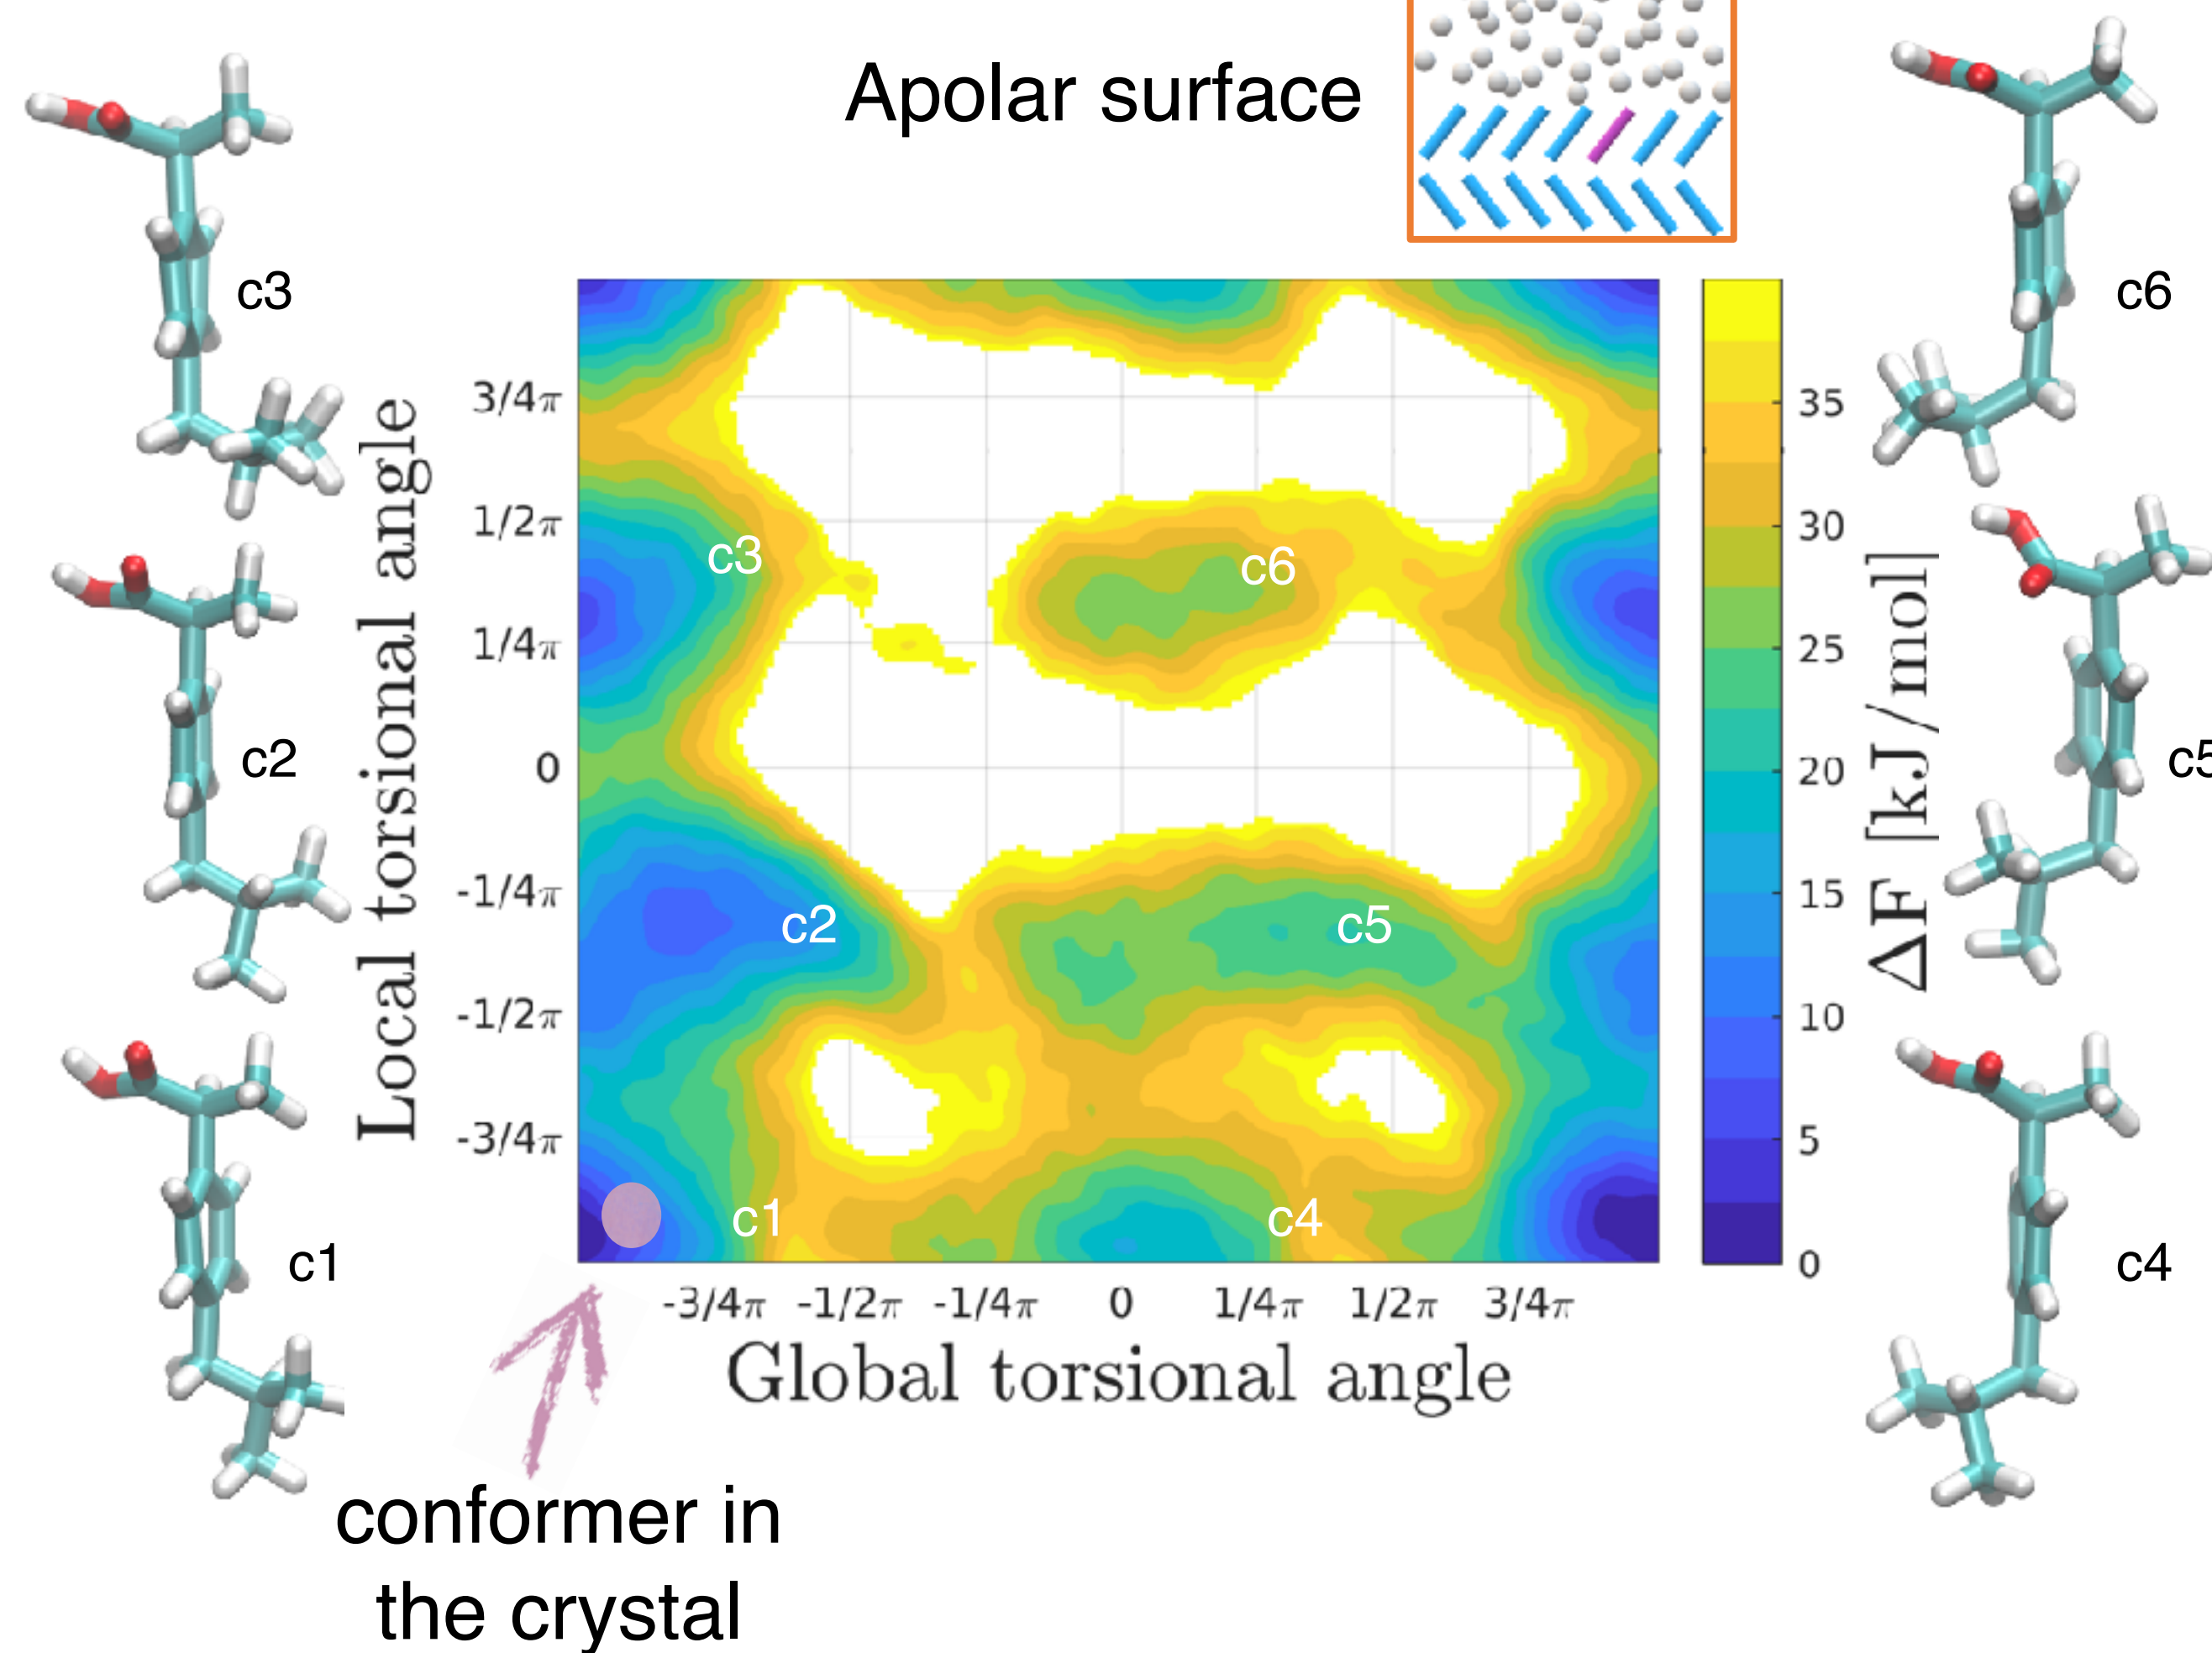 Apolar surface
c3
c6
c2
c5
c1
c4
Local torsional angle
3/4π
1/2π
1/4π
0
-1/4π
-1/2π
-3/4π
c3
c6
c2
c5
c1
c4
-3/4π -1/2π -1/4π 0 1/4π 1/2π 3/4π
Global torsional angle
35
30
25
20
15
10
5
0
ΔF [kJ/mol]
conformer in
the crystal